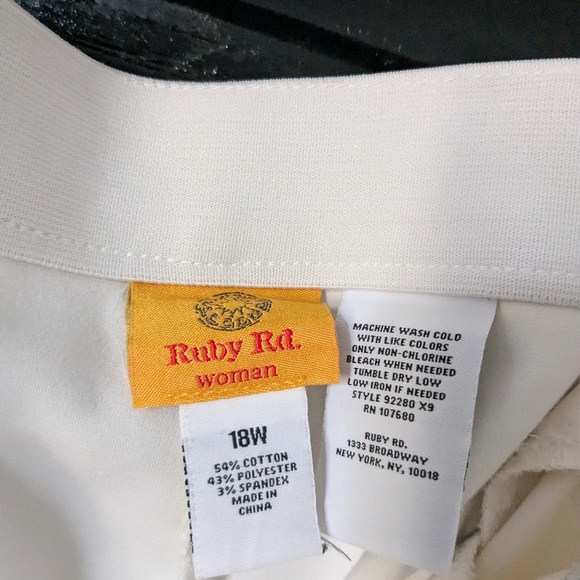 Ruby Rd.
woman
18W
54% COTTON
43% POLYESTER
3% SPANDEX
MADE IN
CHINA
MACHINE WASH COLD
WITH LIKE COLORS
ONLY NON-CHLORINE
BLEACH WHEN NEEDED
TUMBLE DRY LOW
LOW IRON IF NEEDED
STYLE 92280 X9
RN 107680
RUBY RD.
1333 BROADWAY
NEW YORK, NY, 10018